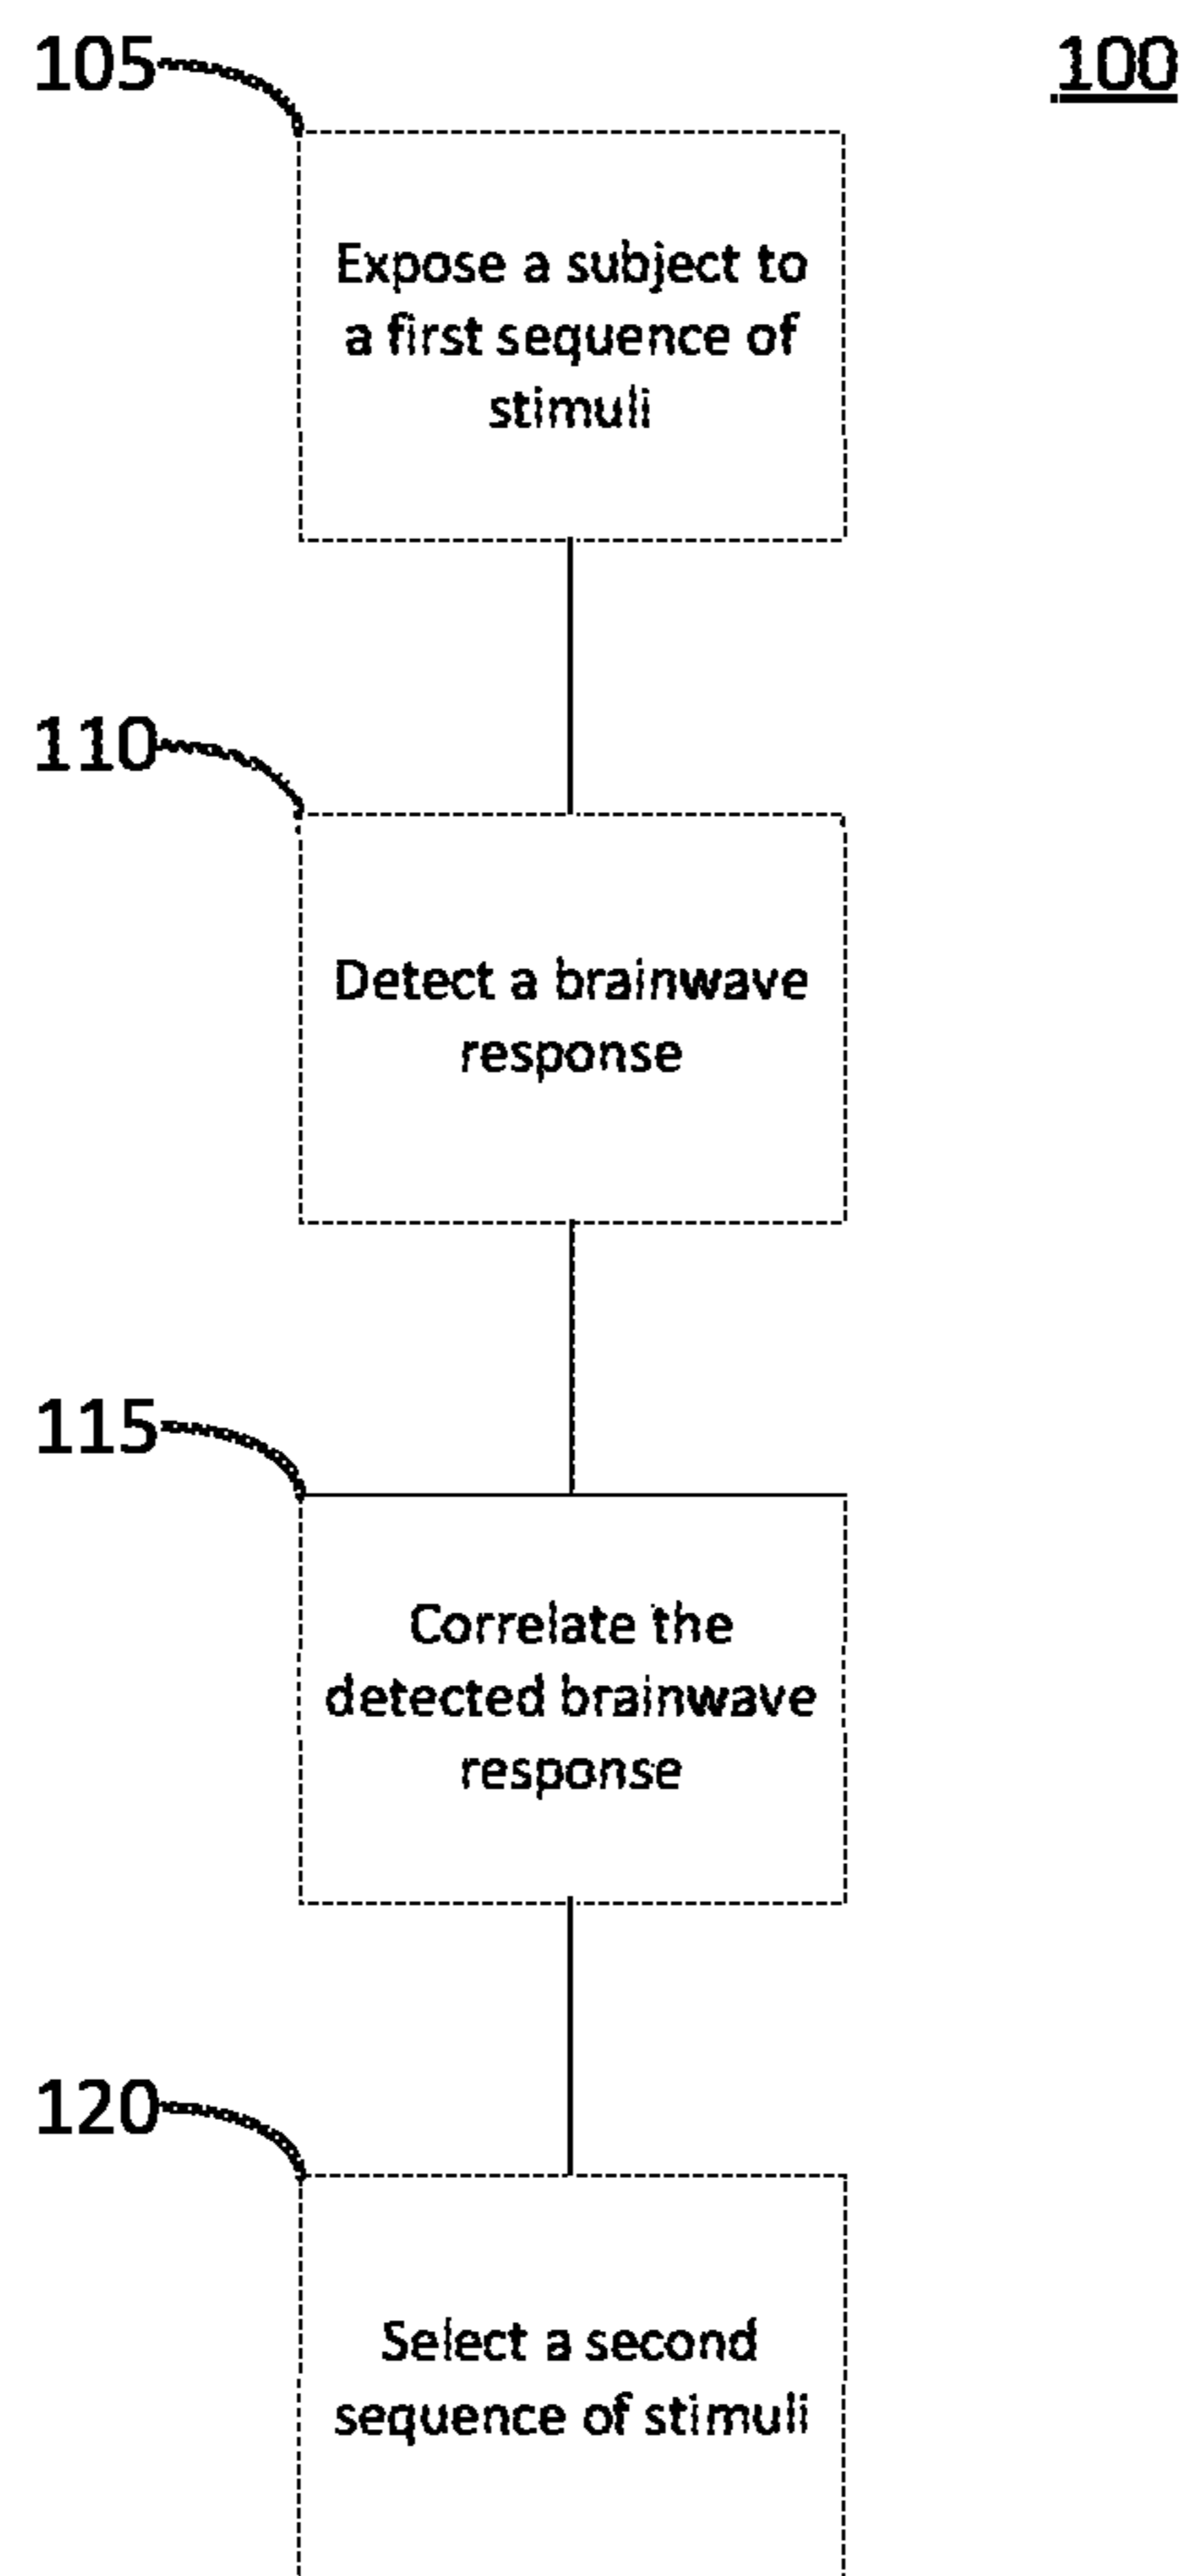 105
100
Expose a subject to
a first sequence of
stimuli
110
Detect a brainwave
response
115
Correlate the
detected brainwave
response
120
Select a second
sequence of stimuli